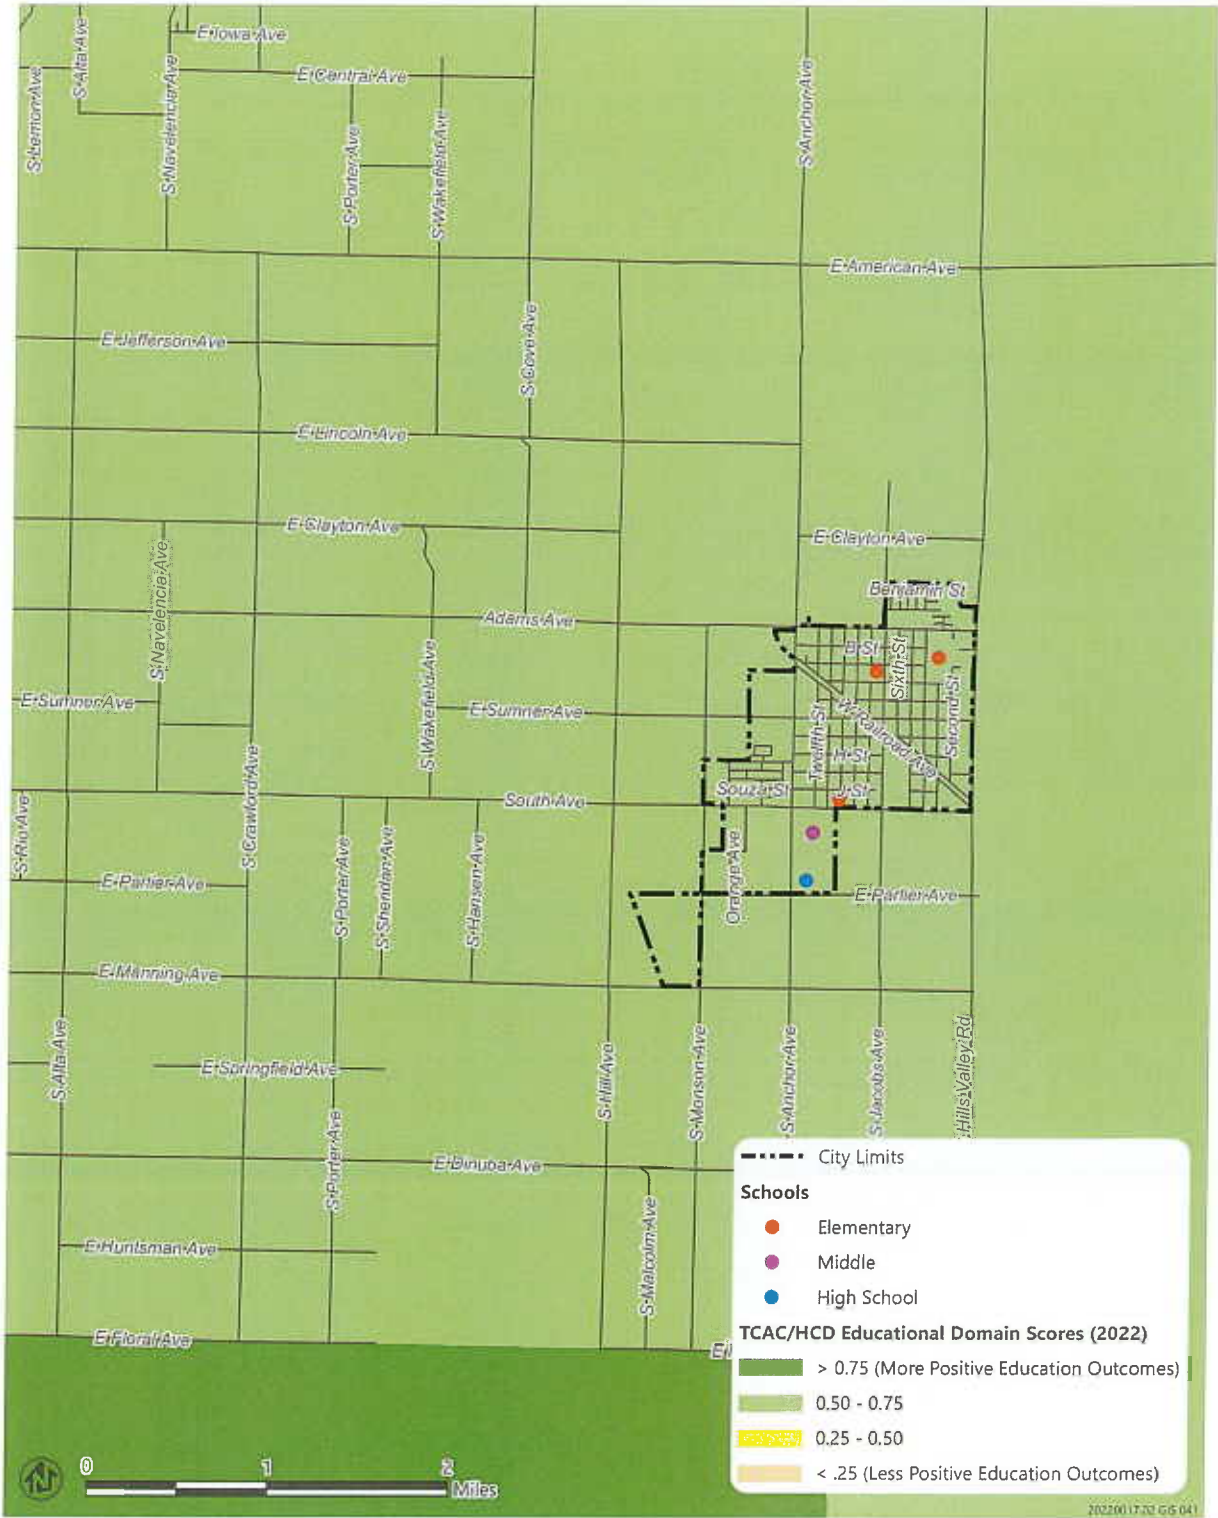 E Iowa Ave
S Alta Ave
E Central Ave
S Lemon Ave
S Navelencia Ave
S Porter Ave
S Wakefield Ave
S Anchor Ave
E American Ave
E Jefferson Ave
S Cove Ave
E Lincoln Ave
E Clayton Ave
E Clayton Ave
S Navelencia Ave
Benjamin St
Adams Ave
B St
Sixth St
S Wakefield Ave
E Sumner Ave
E Sumner Ave
Second St
W Railroad Ave
Twelfth St
H St
S Crawford Ave
Souza St
J St
South Ave
S Rio Ave
S Porter Ave
S Sheridan Ave
S Hansen Ave
Orange Ave
E Parlier Ave
E Parlier Ave
E Manning Ave
S Alta Ave
E Springfield Ave
S Hill Ave
S Monson Ave
S Anchor Ave
S Jacobs Ave
Hills Valley Rd
S Porter Ave
E Dinuba Ave
S Malcolm Ave
E Huntsman Ave
E Floral Ave
City Limits
Schools
Elementary
Middle
High School
TCAC/HCD Educational Domain Scores (2022)
> 0.75 (More Positive Education Outcomes)
0.50 - 0.75
0.25 - 0.50
< .25 (Less Positive Education Outcomes)
N
0 1 2
Miles